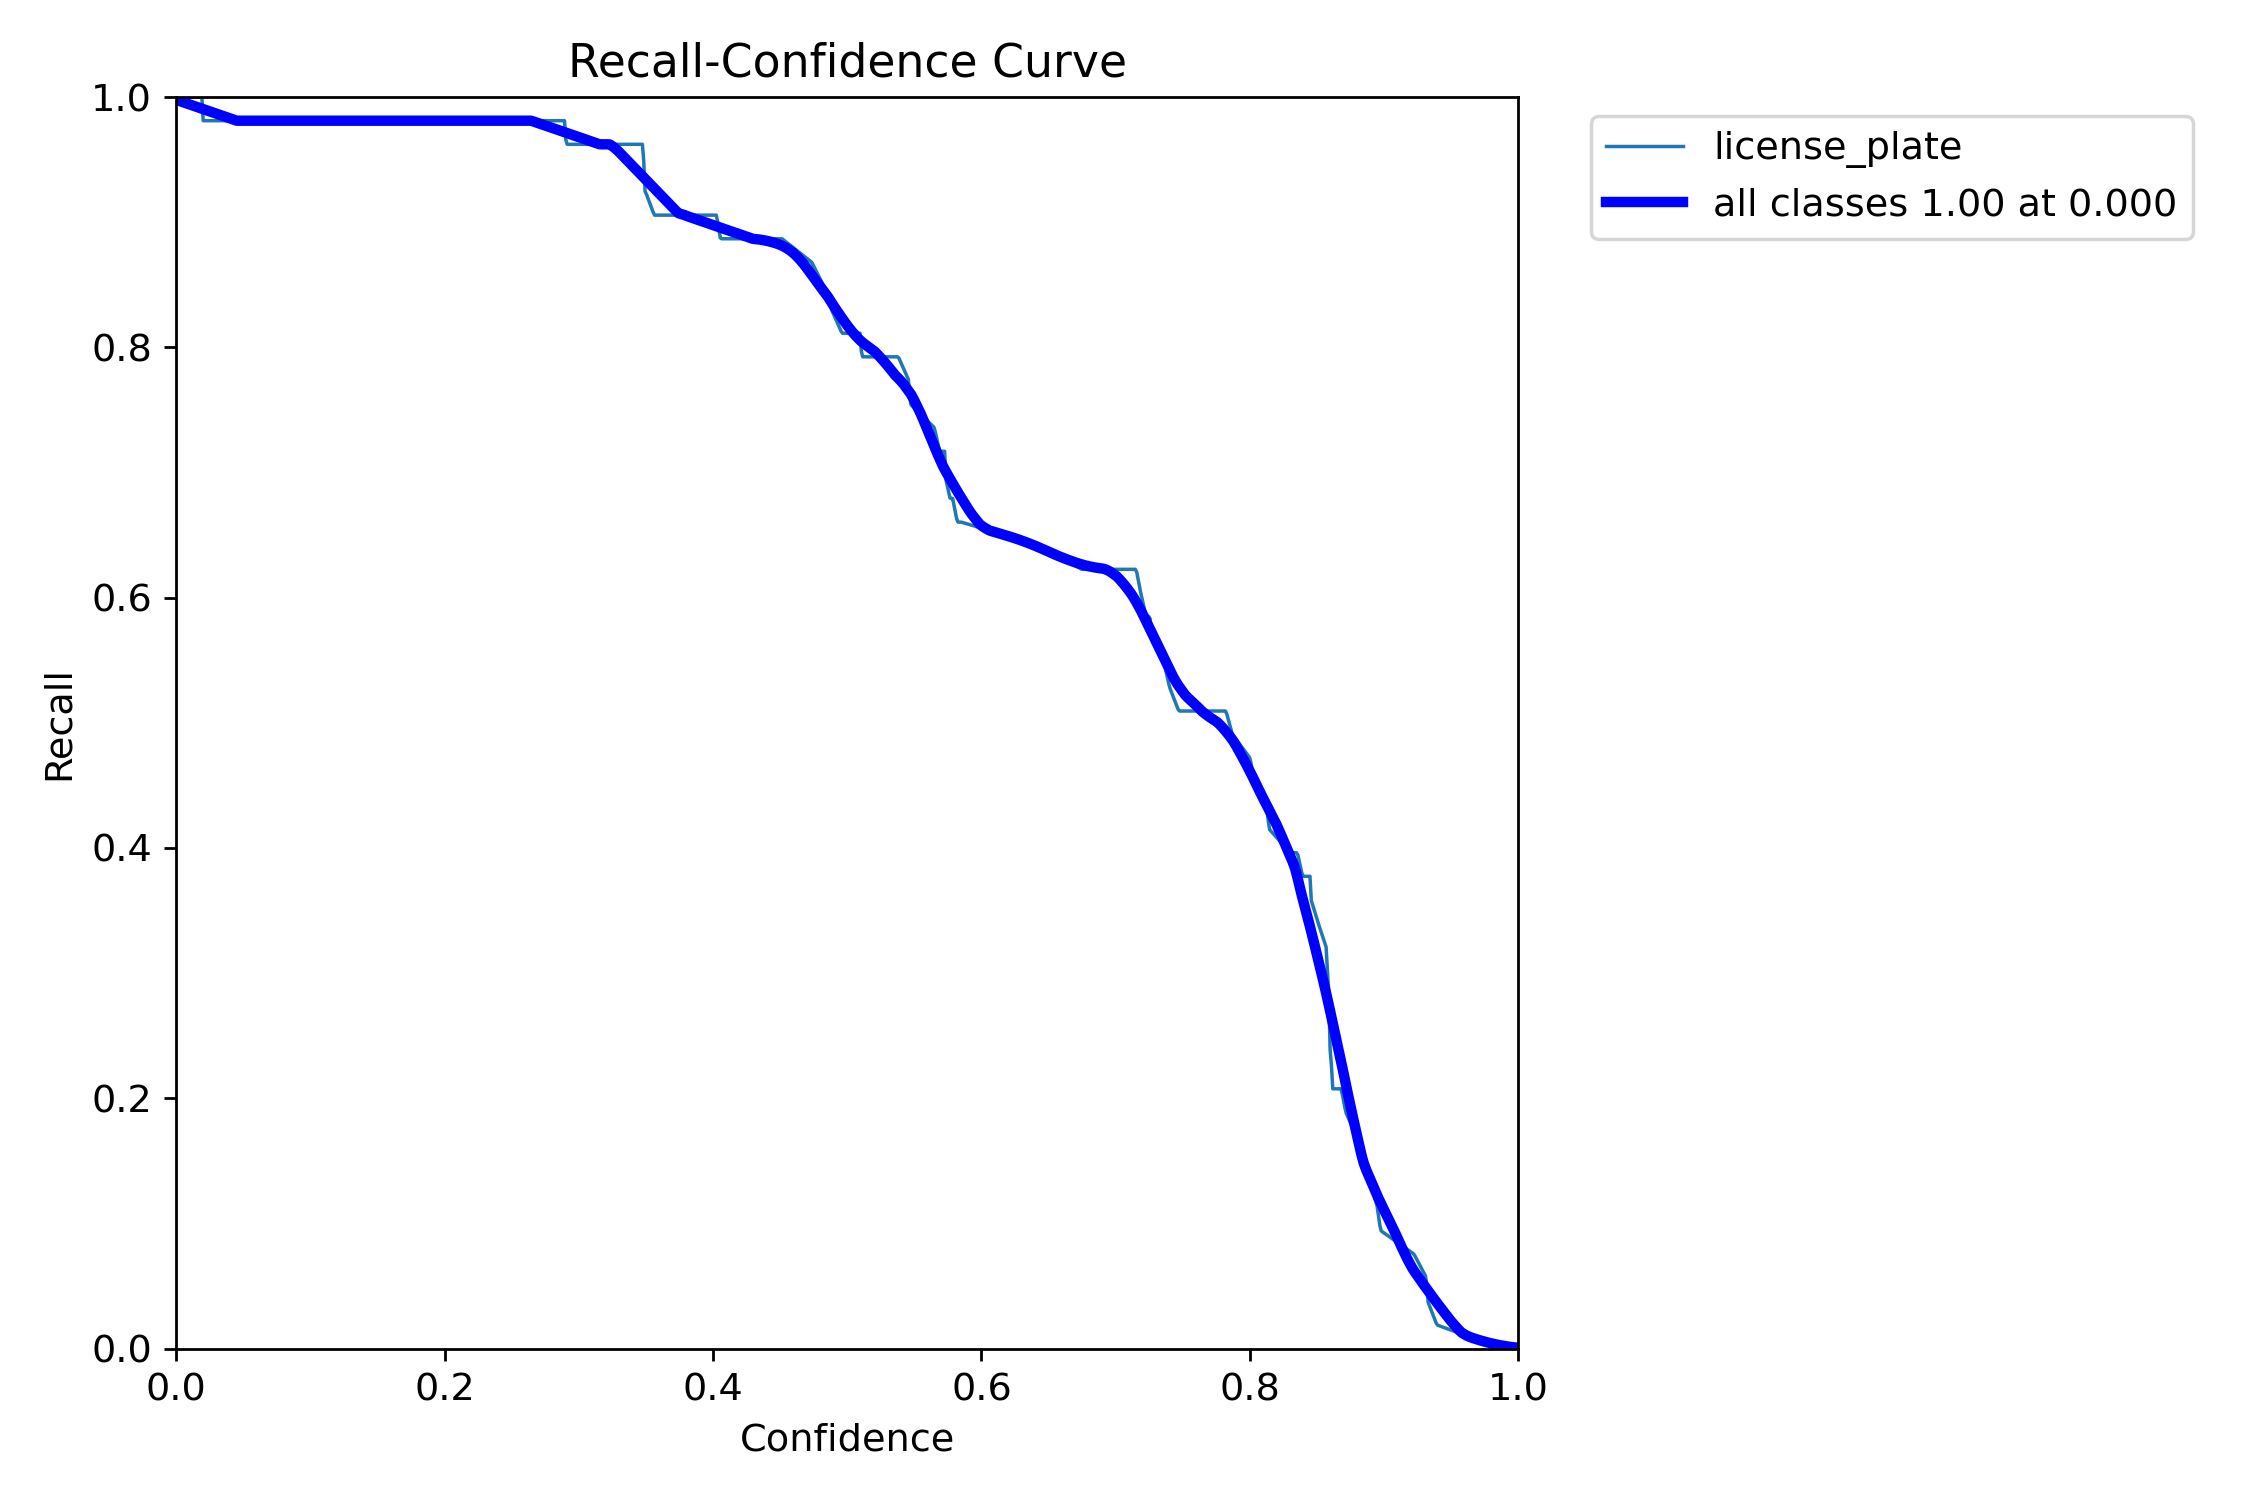 Recall-Confidence Curve
license_plate
all classes 1.00 at 0.000
1.0
0.8
0.6
0.4
0.2
0.0
Recall
0.0 0.2 0.4 0.6 0.8 1.0
Confidence